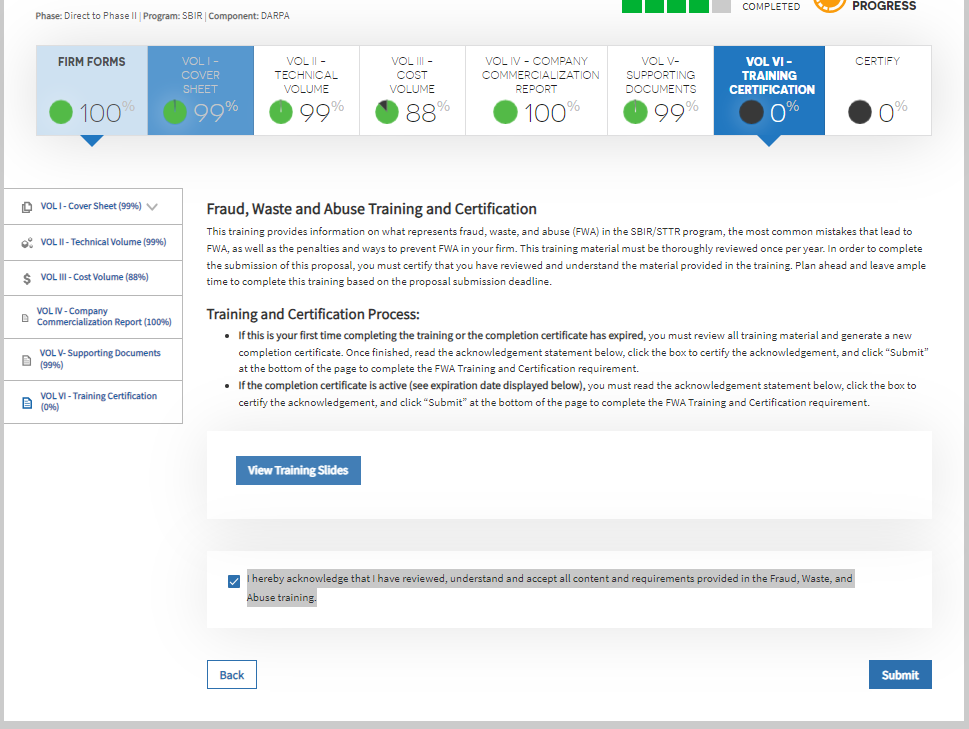 Phase: Direct to Phase II | Program: SBIR | Component: DARPA
COMPLETED
PROGRESS
FIRM FORMS
100%
VOL I –
COVER
SHEET
99%
VOL II –
TECHNICAL
VOLUME
99%
VOL III –
COST
VOLUME
88%
VOL IV – COMPANY
COMMERCIALIZATION
REPORT
100%
VOL V–
SUPPORTING
DOCUMENTS
99%
VOL VI –
TRAINING
CERTIFICATION
0%
CERTIFY
0%
VOL I - Cover Sheet (99%)
VOL II - Technical Volume (99%)
VOL III - Cost Volume (88%)
VOL IV - Company
Commercialization Report (100%)
VOL V- Supporting Documents
(99%)
VOL VI - Training Certification
(0%)
Fraud, Waste and Abuse Training and Certification
This training provides information on what represents fraud, waste, and abuse (FWA) in the SBIR/STTR program, the most common mistakes that lead to
FWA, as well as the penalties and ways to prevent FWA in your firm. This training material must be thoroughly reviewed once per year. In order to complete
the submission of this proposal, you must certify that you have reviewed and understand the material provided in the training. Plan ahead and leave ample
time to complete this training based on the proposal submission deadline.
Training and Certification Process:
• If this is your first time completing the training or the completion certificate has expired, you must review all training material and generate a new
completion certificate. Once finished, read the acknowledgement statement below, click the box to certify the acknowledgement, and click “Submit”
at the bottom of the page to complete the FWA Training and Certification requirement.
• If the completion certificate is active (see expiration date displayed below), you must read the acknowledgement statement below, click the box to
certify the acknowledgement, and click “Submit” at the bottom of the page to complete the FWA Training and Certification requirement.
View Training Slides
I hereby acknowledge that I have reviewed, understand and accept all content and requirements provided in the Fraud, Waste, and
Abuse training.
Back
Submit